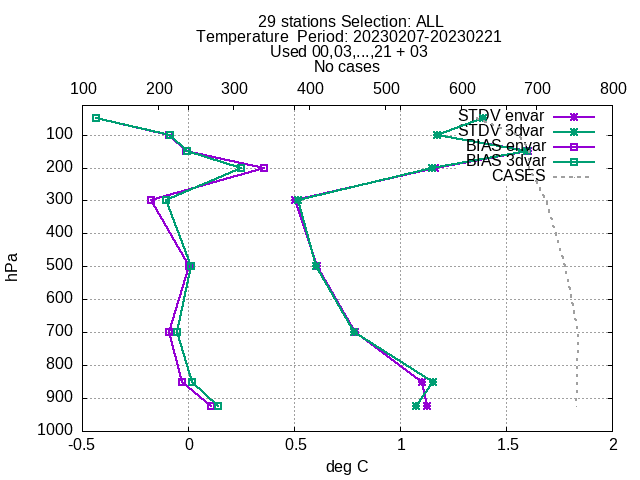 29 stations Selection: ALL
Temperature  Period: 20230207-20230221
Used 00,03,...,21 + 03
No cases
100 200 300 400 500 600 700 800
STDV envar
STDV 3dvar
BIAS envar
BIAS 3dvar
CASES
100
200
300
400
500
600
700
800
900
1000
hPa
-0.5 0 0.5 1 1.5 2
deg C